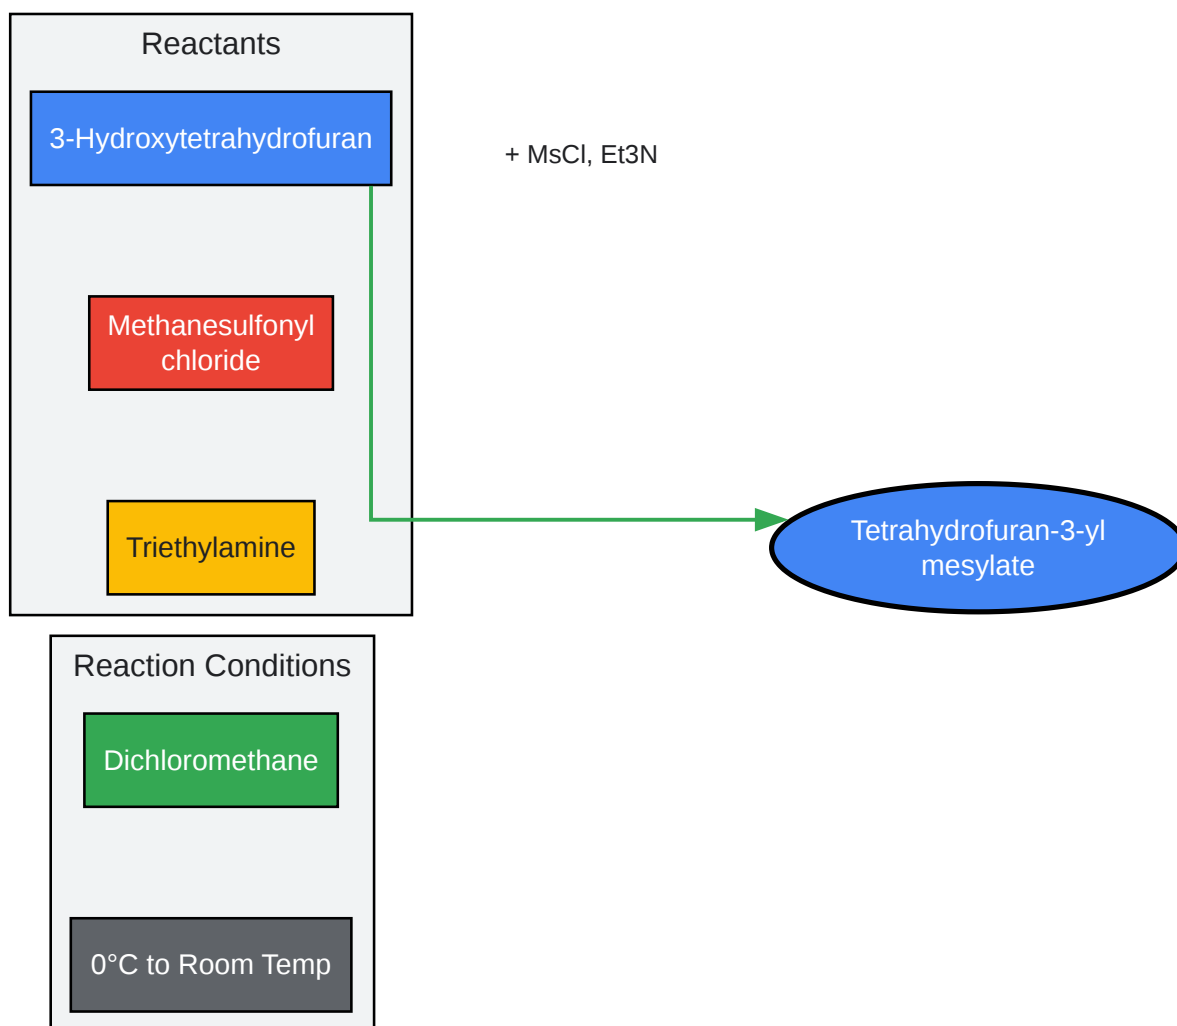 Reactants
3-Hydroxytetrahydrofuran
+ MsCl, Et3N
Methanesulfonyl
chloride
Triethylamine
Tetrahydrofuran-3-yl
mesylate
Reaction Conditions
Dichloromethane
0°C to Room Temp